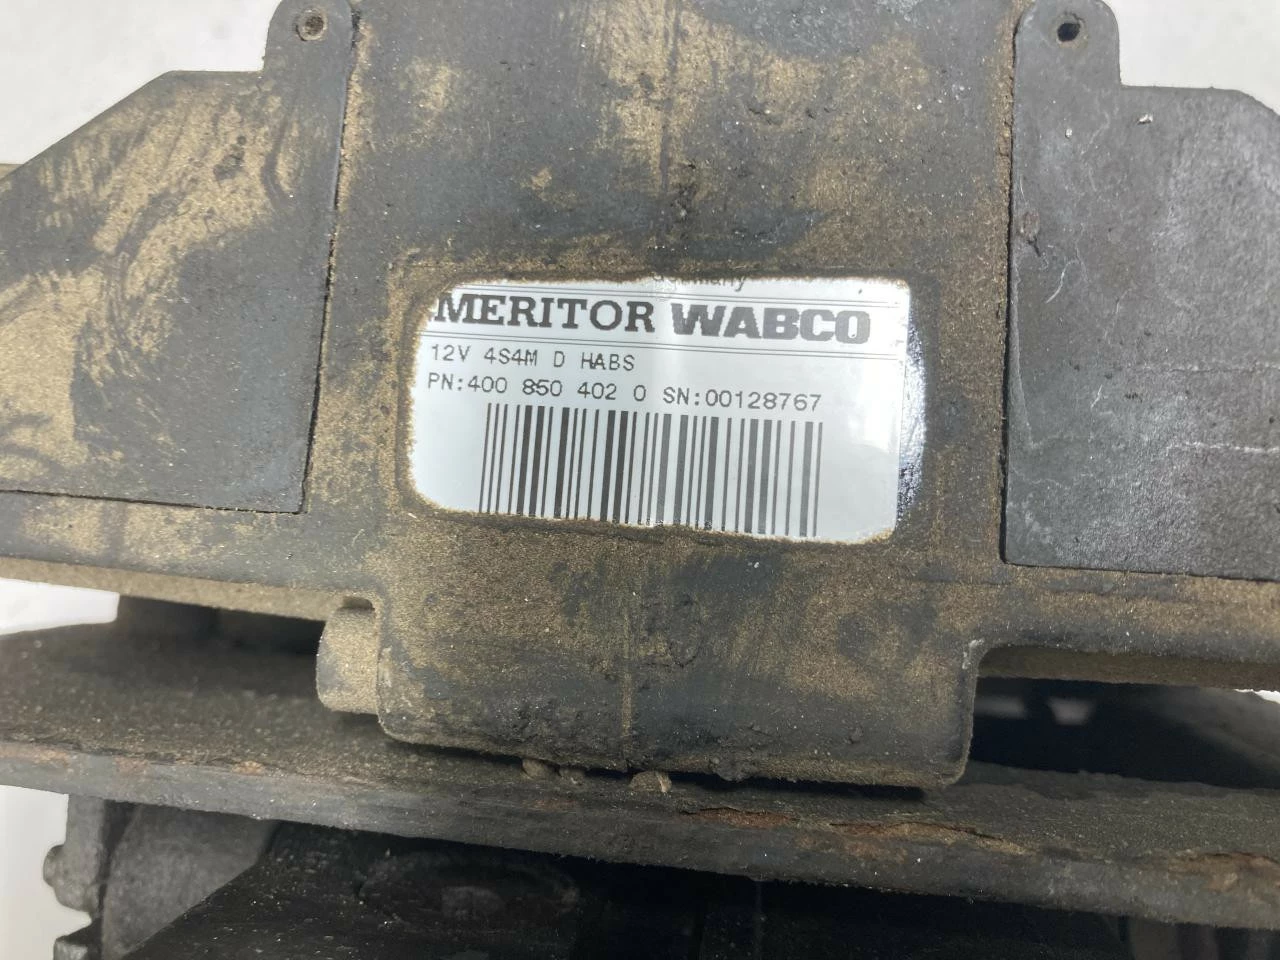 MERITOR WABCO
12V 4S4M D HABS
PN:400 850 402 0 SN:00128767